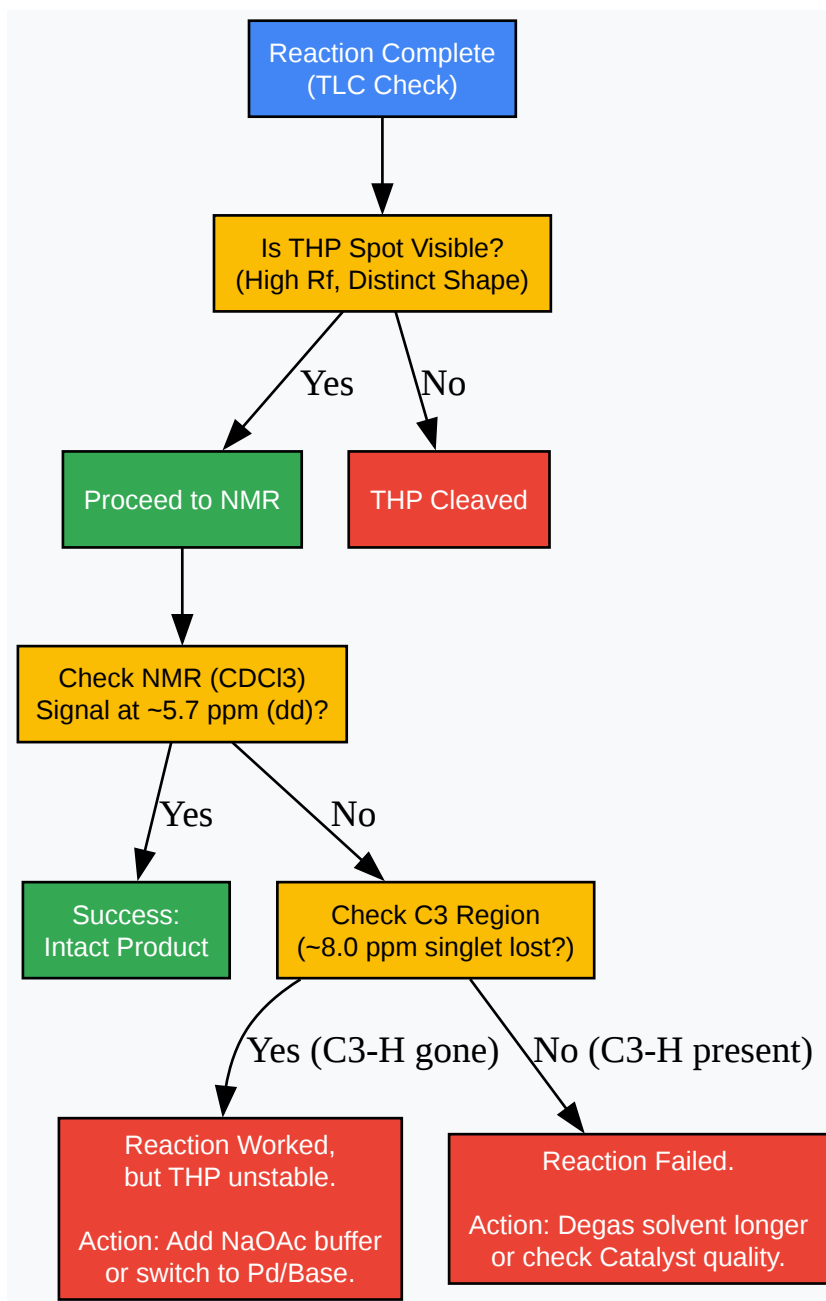 Reaction Complete
(TLC Check)
Is THP Spot Visible?
(High Rf, Distinct Shape)
Yes
No
Proceed to NMR
THP Cleaved
Check NMR (CDCl3)
Signal at ~5.7 ppm (dd)?
Yes
No
Success:
Intact Product
Check C3 Region
(~8.0 ppm singlet lost?)
Yes (C3-H gone)
No (C3-H present)
Reaction Worked,
but THP unstable.
Action: Add NaOAc buffer
or switch to Pd/Base.
Reaction Failed.
Action: Degas solvent longer
or check Catalyst quality.